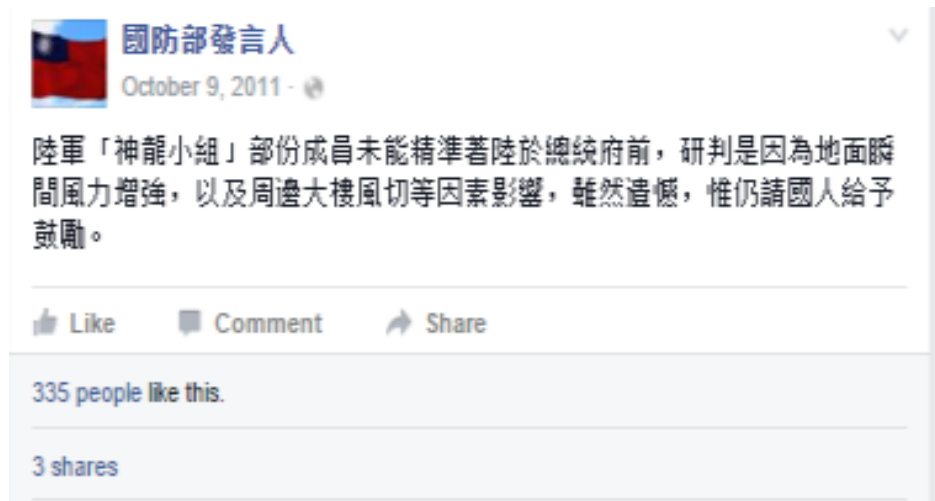 國防部發言人
October 9, 2011 ·
陸軍「神龍小組」部份成員未能精準著陸於總統府前，研判是因為地面瞬
間風力增強，以及周邊大樓風切等因素影響，雖然遺憾，惟仍請國人給予
鼓勵。
Like Comment Share
335 people like this.
3 shares